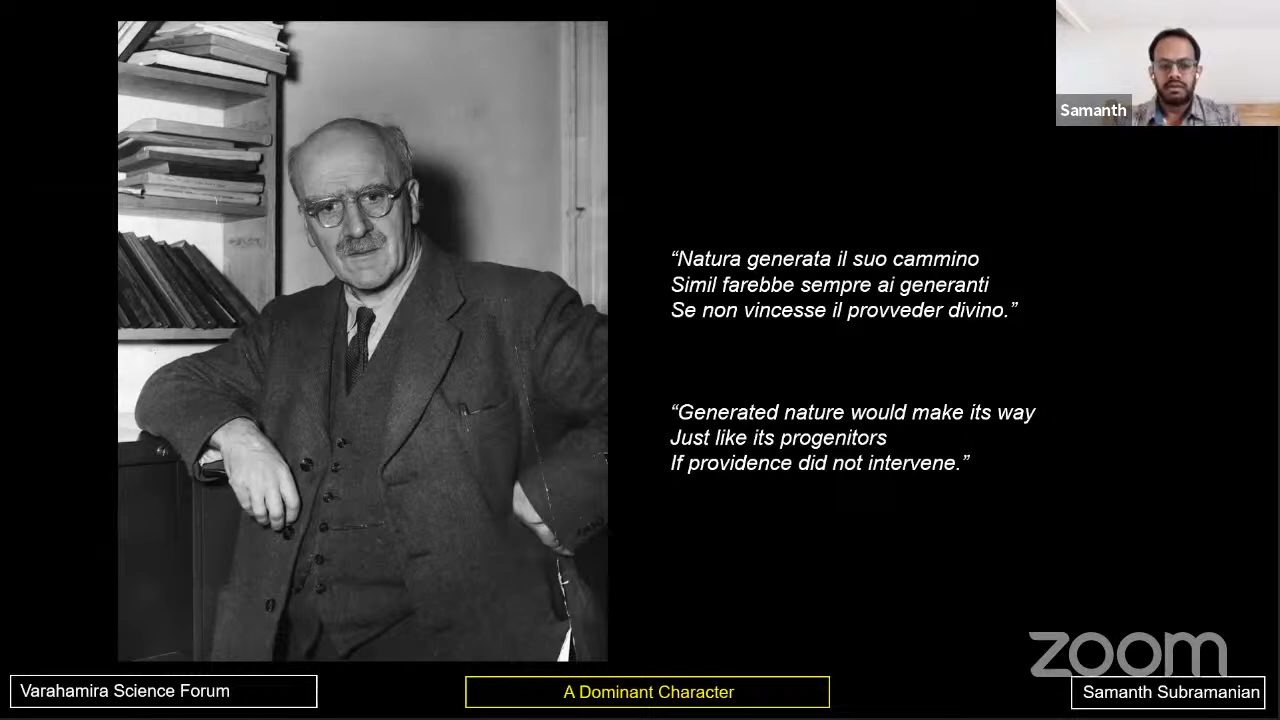 Samanth
“Natura generata il suo cammino
Simil farebbe sempre ai generanti
Se non vincesse il provveder divino.”
“Generated nature would make its way
Just like its progenitors
If providence did not intervene.”
zoom
Varahamira Science Forum
A Dominant Character
Samanth Subramanian